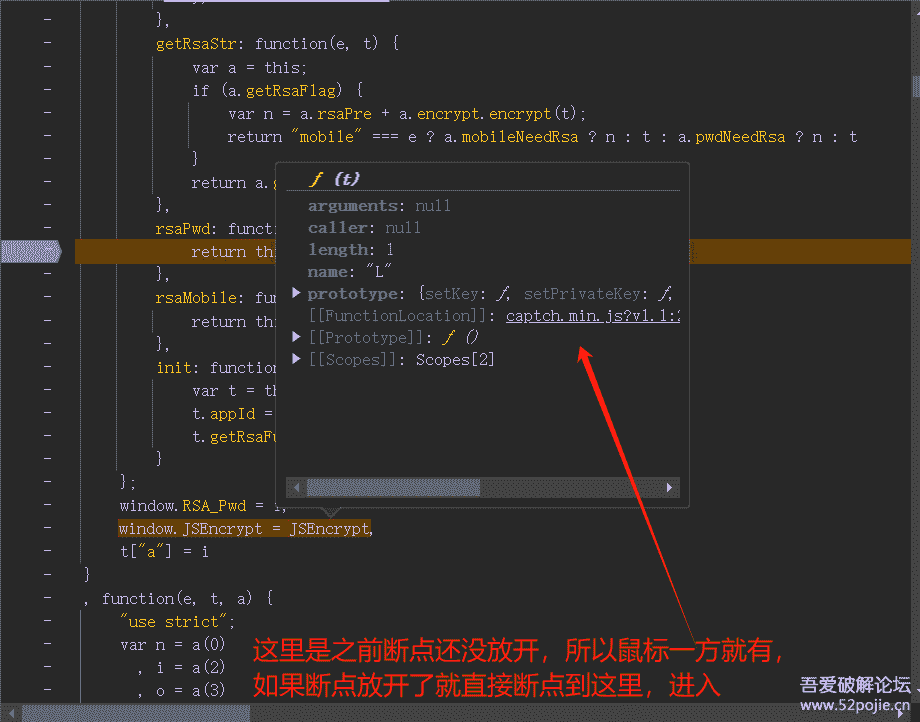 },
getRsaStr: function(e, t) {
var a = this;
if (a.getRsaFlag) {
var n = a.rsaPre + a.encrypt.encrypt(t);
return "mobile" === e ? a.mobileNeedRsa ? n : t : a.pwdNeedRsa ? n : t
}
return a.
},
rsaPwd: functi
return thi
},
rsaMobile: fun
return thi
},
init: function
var t = th
t.appId =
t.getRsaFu
}
};
ƒ (t)
arguments: null
caller: null
length: 1
name: "L"
prototype: {setKey: ƒ, setPrivateKey: ƒ,
[[FunctionLocation]]: captch.min.js?v1.1:2
[[Prototype]]: ƒ ()
[[Scopes]]: Scopes[2]
window.RSA_Pwd = i,
window.JSEncrypt = JSEncrypt,
t["a"] = i
}
, function(e, t, a) {
"use strict";
var n = a(0)
, i = a(2)
, o = a(3)
这里是之前断点还没放开，所以鼠标一方就有，
如果断点放开了就直接断点到这里，进入
吾爱破解论坛
www.52pojie.cn